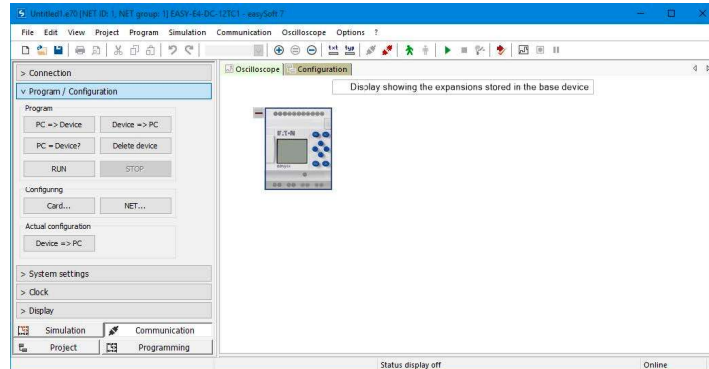 Untitled1.e70 [NET ID: 1, NET group: 1] EASY-E4-DC-12TC1 - easySoft 7
File Edit View Project Program Simulation Communication Oscilloscope Options ?
> Connection
v Program / Configuration
Program
PC => Device Device => PC
PC = Device? Delete device
RUN STOP
Configuring
Card... NET...
Actual configuration
Device => PC
> System settings
> Clock
> Display
Simulation Communication
Project Programming
Oscilloscope Configuration
Display showing the expansions stored in the base device
E·T·N
Status display off Online